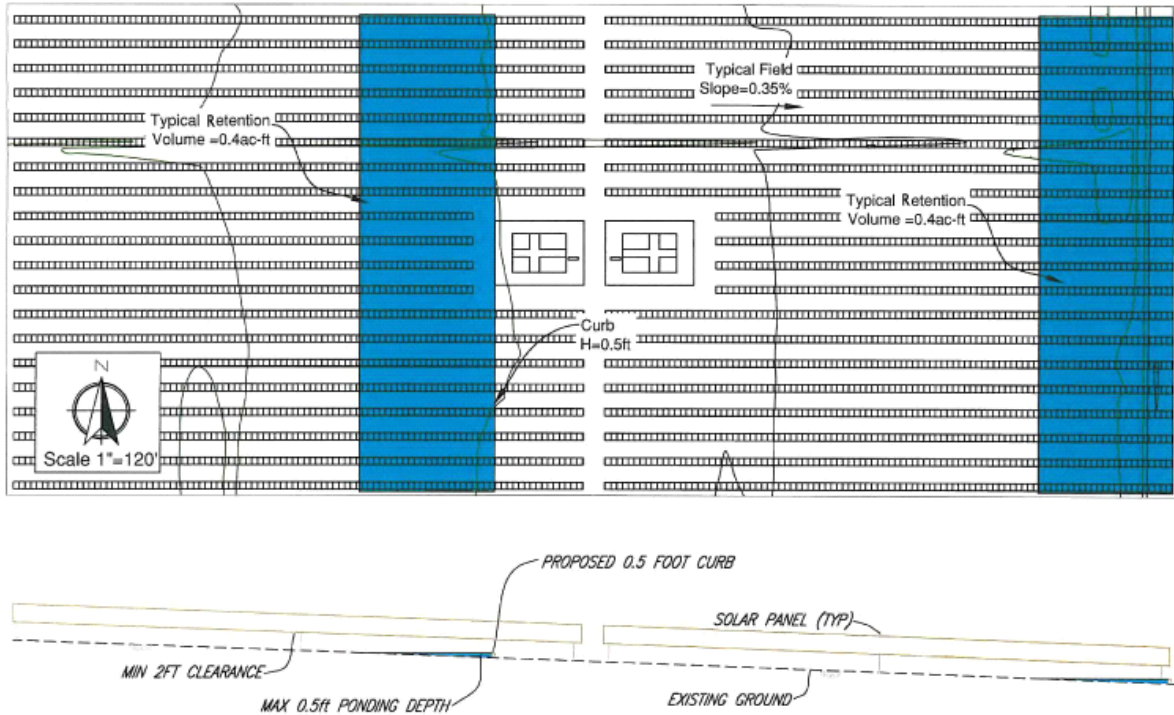 Typical Field
Slope=0.35%
Typical Retention
Volume =0.4ac-ft
Typical Retention
Volume =0.4ac-ft
Curb
H=0.5ft
N
Scale 1"=120'
PROPOSED 0.5 FOOT CURB
SOLAR PANEL (TYP)
MIN 2FT CLEARANCE
MAX 0.5ft PONDING DEPTH
EXISTING GROUND